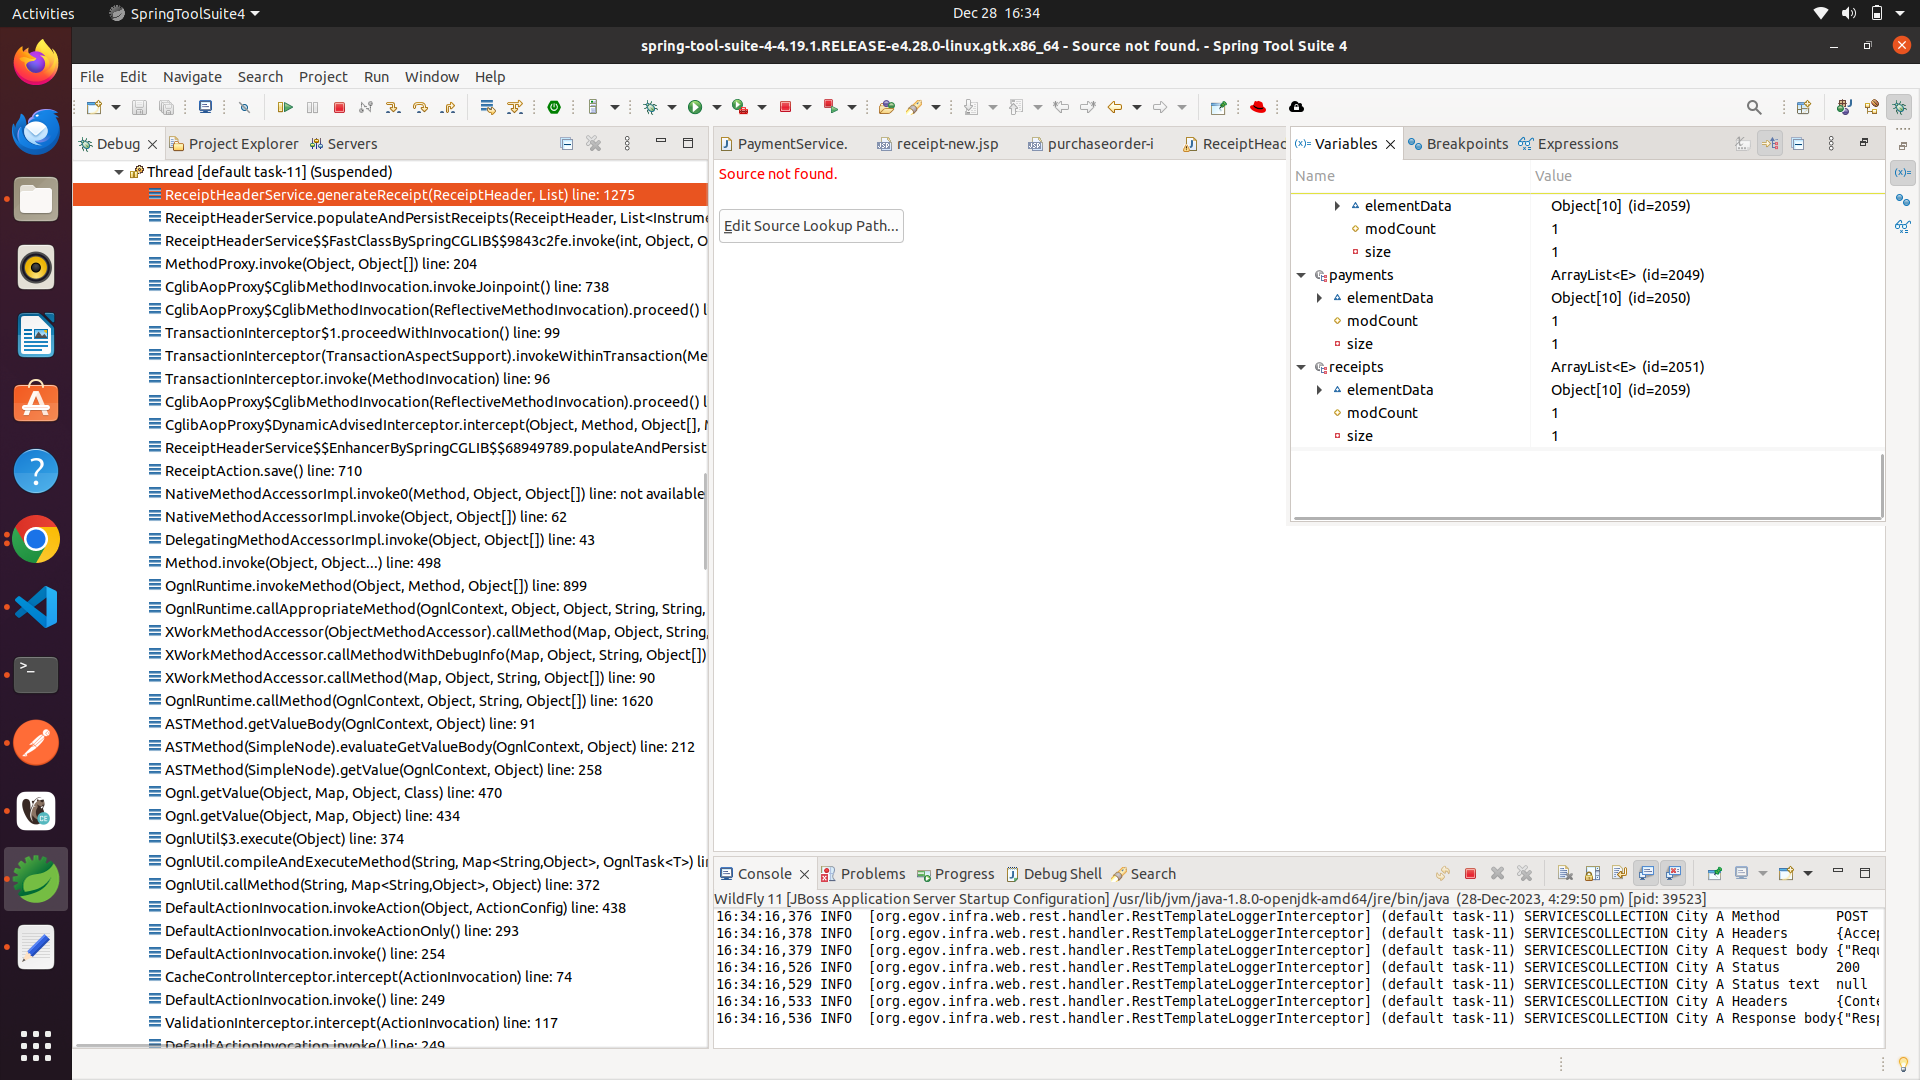 Activities
SpringToolSuite4
Dec 28 16:34
spring-tool-suite-4-4.19.1.RELEASE-e4.28.0-linux.gtk.x86_64 - Source not found. - Spring Tool Suite 4
File Edit Navigate Search Project Run Window Help
Debug
Project Explorer
Servers
Thread [default task-11] (Suspended)
ReceiptHeaderService.generateReceipt(ReceiptHeader, List) line: 1275
ReceiptHeaderService.populateAndPersistReceipts(ReceiptHeader, List<Instrume
ReceiptHeaderService$$FastClassBySpringCGLIB$$9843c2fe.invoke(int, Object, O
MethodProxy.invoke(Object, Object[]) line: 204
CglibAopProxy$CglibMethodInvocation.invokeJoinpoint() line: 738
CglibAopProxy$CglibMethodInvocation(ReflectiveMethodInvocation).proceed() l
TransactionInterceptor$1.proceedWithInvocation() line: 99
TransactionInterceptor(TransactionAspectSupport).invokeWithinTransaction(Me
TransactionInterceptor.invoke(MethodInvocation) line: 96
CglibAopProxy$CglibMethodInvocation(ReflectiveMethodInvocation).proceed() l
CglibAopProxy$DynamicAdvisedInterceptor.intercept(Object, Method, Object[], M
ReceiptHeaderService$$EnhancerBySpringCGLIB$$68949789.populateAndPersist
ReceiptAction.save() line: 710
NativeMethodAccessorImpl.invoke0(Method, Object, Object[]) line: not available
NativeMethodAccessorImpl.invoke(Object, Object[]) line: 62
DelegatingMethodAccessorImpl.invoke(Object, Object[]) line: 43
Method.invoke(Object, Object...) line: 498
OgnlRuntime.invokeMethod(Object, Method, Object[]) line: 899
OgnlRuntime.callAppropriateMethod(OgnlContext, Object, Object, String, String,
XWorkMethodAccessor(ObjectMethodAccessor).callMethod(Map, Object, String,
XWorkMethodAccessor.callMethodWithDebugInfo(Map, Object, String, Object[])
XWorkMethodAccessor.callMethod(Map, Object, String, Object[]) line: 90
OgnlRuntime.callMethod(OgnlContext, Object, String, Object[]) line: 1620
ASTMethod.getValueBody(OgnlContext, Object) line: 91
ASTMethod(SimpleNode).evaluateGetValueBody(OgnlContext, Object) line: 212
ASTMethod(SimpleNode).getValue(OgnlContext, Object) line: 258
Ognl.getValue(Object, Map, Object, Class) line: 470
Ognl.getValue(Object, Map, Object) line: 434
OgnlUtil$3.execute(Object) line: 374
OgnlUtil.compileAndExecuteMethod(String, Map<String,Object>, OgnlTask<T>) li
OgnlUtil.callMethod(String, Map<String,Object>, Object) line: 372
DefaultActionInvocation.invokeAction(Object, ActionConfig) line: 438
DefaultActionInvocation.invokeActionOnly() line: 293
DefaultActionInvocation.invoke() line: 254
CacheControlInterceptor.intercept(ActionInvocation) line: 74
DefaultActionInvocation.invoke() line: 249
ValidationInterceptor.intercept(ActionInvocation) line: 117
DefaultActionInvocation.invoke() line: 249
PaymentService.
receipt-new.jsp
purchaseorder-i
ReceiptHeac
Source not found.
Edit Source Lookup Path...
Variables
Breakpoints
Expressions
Name Value
elementData Object[10] (id=2059)
modCount 1
size 1
payments ArrayList<E> (id=2049)
elementData Object[10] (id=2050)
modCount 1
size 1
receipts ArrayList<E> (id=2051)
elementData Object[10] (id=2059)
modCount 1
size 1
Console
Problems
Progress
Debug Shell
Search
WildFly 11 [JBoss Application Server Startup Configuration] /usr/lib/jvm/java-1.8.0-openjdk-amd64/jre/bin/java (28-Dec-2023, 4:29:50 pm) [pid: 39523]
16:34:16,376 INFO [org.egov.infra.web.rest.handler.RestTemplateLoggerInterceptor] (default task-11) SERVICESCOLLECTION City A Method POST
16:34:16,378 INFO [org.egov.infra.web.rest.handler.RestTemplateLoggerInterceptor] (default task-11) SERVICESCOLLECTION City A Headers {Accep
16:34:16,379 INFO [org.egov.infra.web.rest.handler.RestTemplateLoggerInterceptor] (default task-11) SERVICESCOLLECTION City A Request body {"Requ
16:34:16,526 INFO [org.egov.infra.web.rest.handler.RestTemplateLoggerInterceptor] (default task-11) SERVICESCOLLECTION City A Status 200
16:34:16,529 INFO [org.egov.infra.web.rest.handler.RestTemplateLoggerInterceptor] (default task-11) SERVICESCOLLECTION City A Status text null
16:34:16,533 INFO [org.egov.infra.web.rest.handler.RestTemplateLoggerInterceptor] (default task-11) SERVICESCOLLECTION City A Headers {Conte
16:34:16,536 INFO [org.egov.infra.web.rest.handler.RestTemplateLoggerInterceptor] (default task-11) SERVICESCOLLECTION City A Response body{"Resp